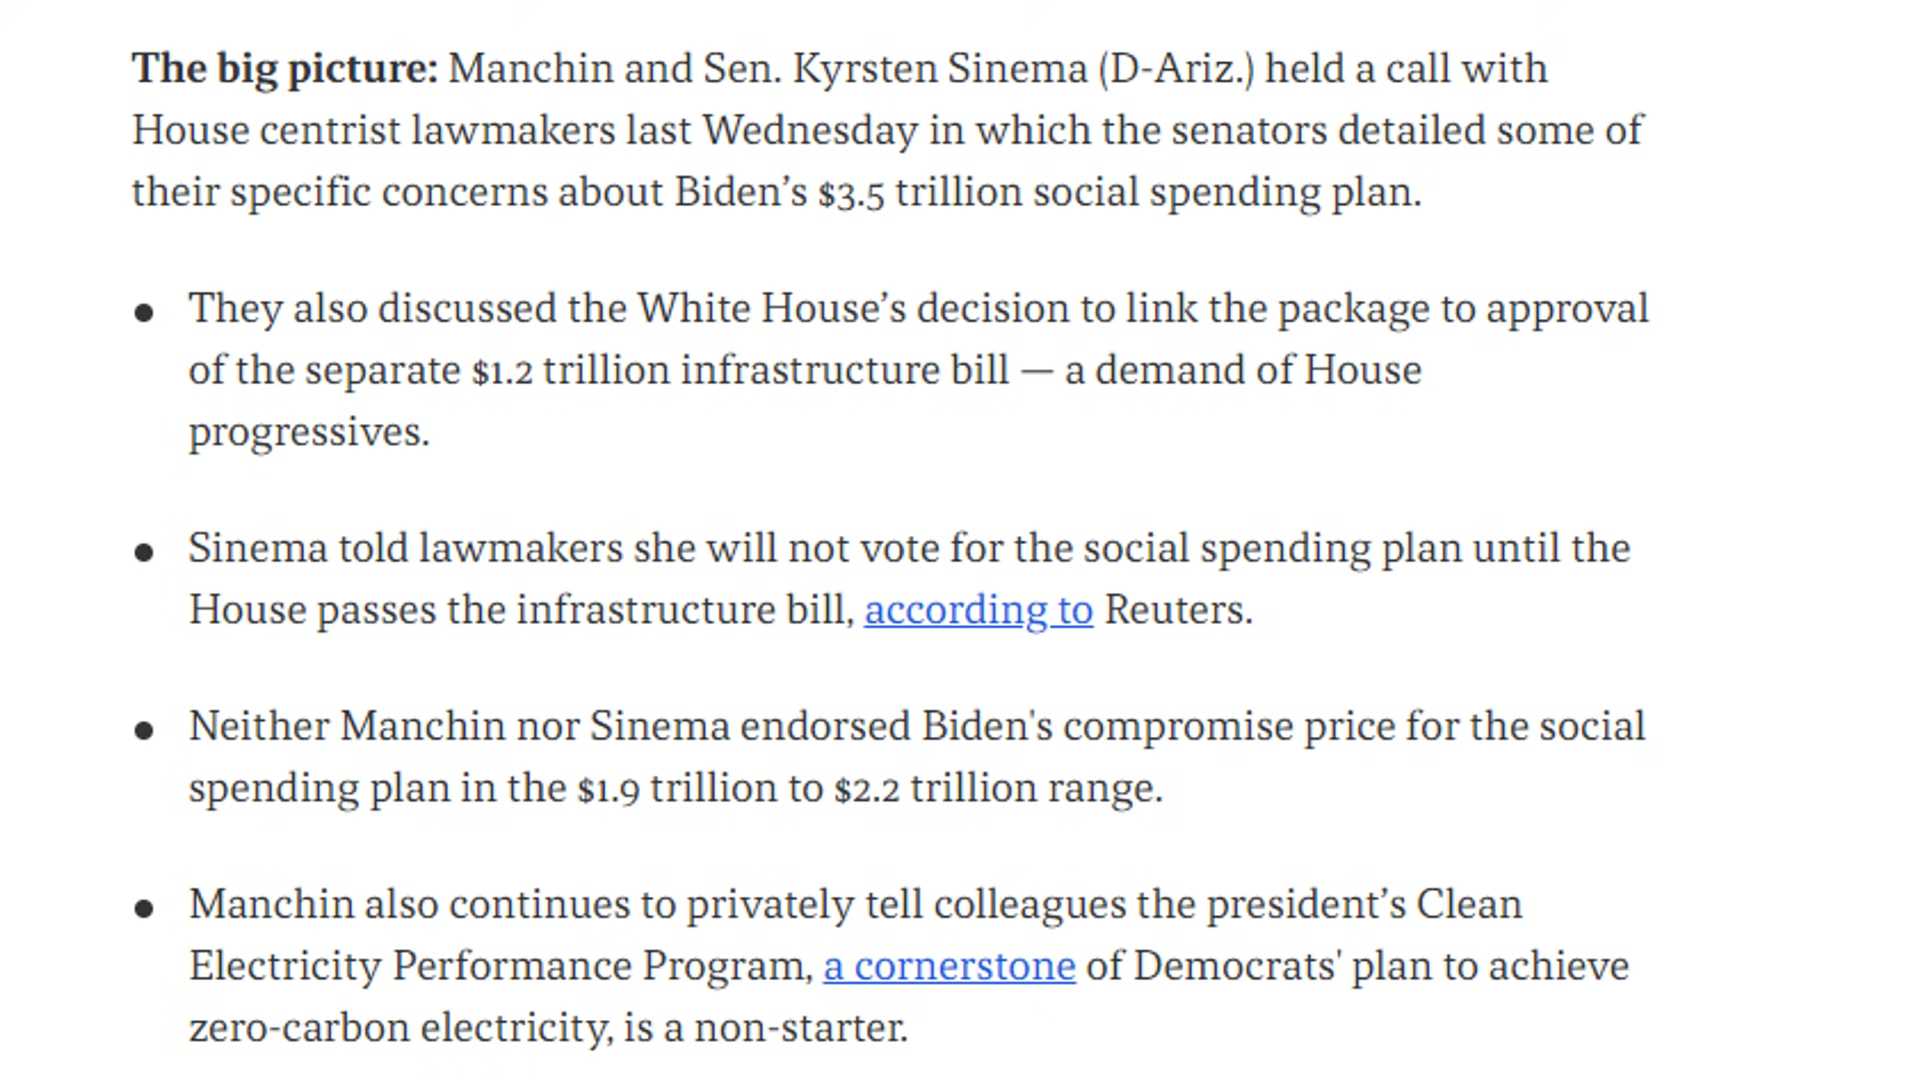 The big picture: Manchin and Sen. Kyrsten Sinema (D-Ariz.) held a call with
House centrist lawmakers last Wednesday in which the senators detailed some of
their specific concerns about Biden’s $3.5 trillion social spending plan.
● They also discussed the White House’s decision to link the package to approval
of the separate $1.2 trillion infrastructure bill — a demand of House
progressives.
● Sinema told lawmakers she will not vote for the social spending plan until the
House passes the infrastructure bill, according to Reuters.
● Neither Manchin nor Sinema endorsed Biden's compromise price for the social
spending plan in the $1.9 trillion to $2.2 trillion range.
● Manchin also continues to privately tell colleagues the president’s Clean
Electricity Performance Program, a cornerstone of Democrats' plan to achieve
zero-carbon electricity, is a non-starter.